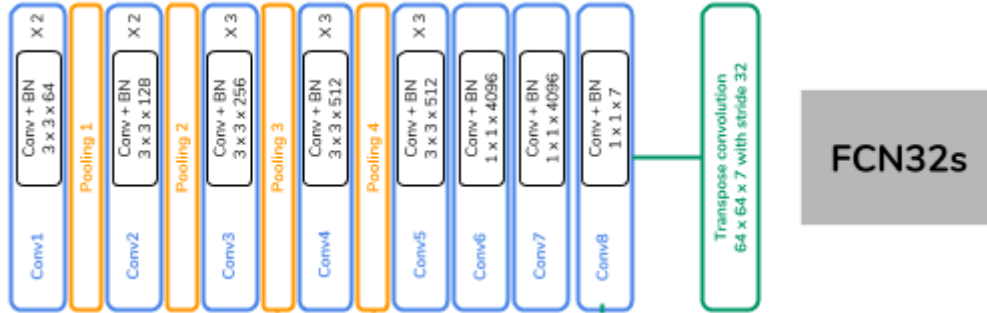 Conv1
Conv + BN
3 x 3 x 64
X 2
Pooling 1
Conv2
Conv + BN
3 x 3 x 128
X 2
Pooling 2
Conv3
Conv + BN
3 x 3 x 256
X 3
Pooling 3
Conv4
Conv + BN
3 x 3 x 512
X 3
Pooling 4
Conv5
Conv + BN
3 x 3 x 512
X 3
Conv6
Conv + BN
1 x 1 x 4096
Conv7
Conv + BN
1 x 1 x 4096
Conv8
Conv + BN
1 x 1 x 7
Transpose convolution
64 x 64 x 7 with stride 32
FCN32s